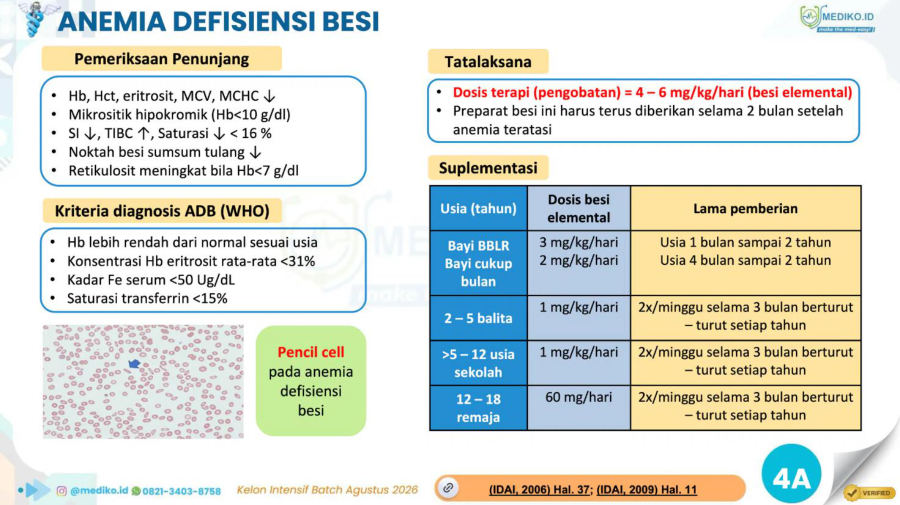 ANEMIA DEFISIENSI BESI
MEDIKO.ID
make the med-easy! ;)
Pemeriksaan Penunjang
• Hb, Hct, eritrosit, MCV, MCHC ↓
• Mikrositik hipokromik (Hb<10 g/dl)
• SI ↓, TIBC ↑, Saturasi ↓ < 16 %
• Noktah besi sumsum tulang ↓
• Retikulosit meningkat bila Hb<7 g/dl
Kriteria diagnosis ADB (WHO)
• Hb lebih rendah dari normal sesuai usia
• Konsentrasi Hb eritrosit rata-rata <31%
• Kadar Fe serum <50 Ug/dL
• Saturasi transferrin <15%
Pencil cell
pada anemia
defisiensi
besi
Tatalaksana
• Dosis terapi (pengobatan) = 4 – 6 mg/kg/hari (besi elemental)
• Preparat besi ini harus terus diberikan selama 2 bulan setelah
anemia teratasi
Suplementasi
Usia (tahun) Dosis besi elemental Lama pemberian
Bayi BBLR 3 mg/kg/hari Usia 1 bulan sampai 2 tahun
Bayi cukup bulan 2 mg/kg/hari Usia 4 bulan sampai 2 tahun
2 – 5 balita 1 mg/kg/hari 2x/minggu selama 3 bulan berturut – turut setiap tahun
>5 – 12 usia sekolah 1 mg/kg/hari 2x/minggu selama 3 bulan berturut – turut setiap tahun
12 – 18 remaja 60 mg/hari 2x/minggu selama 3 bulan berturut – turut setiap tahun
@mediko.id 0821-3403-8758 Kelon Intensif Batch Agustus 2026
(IDAI, 2006) Hal. 37; (IDAI, 2009) Hal. 11
4A
VERIFIED